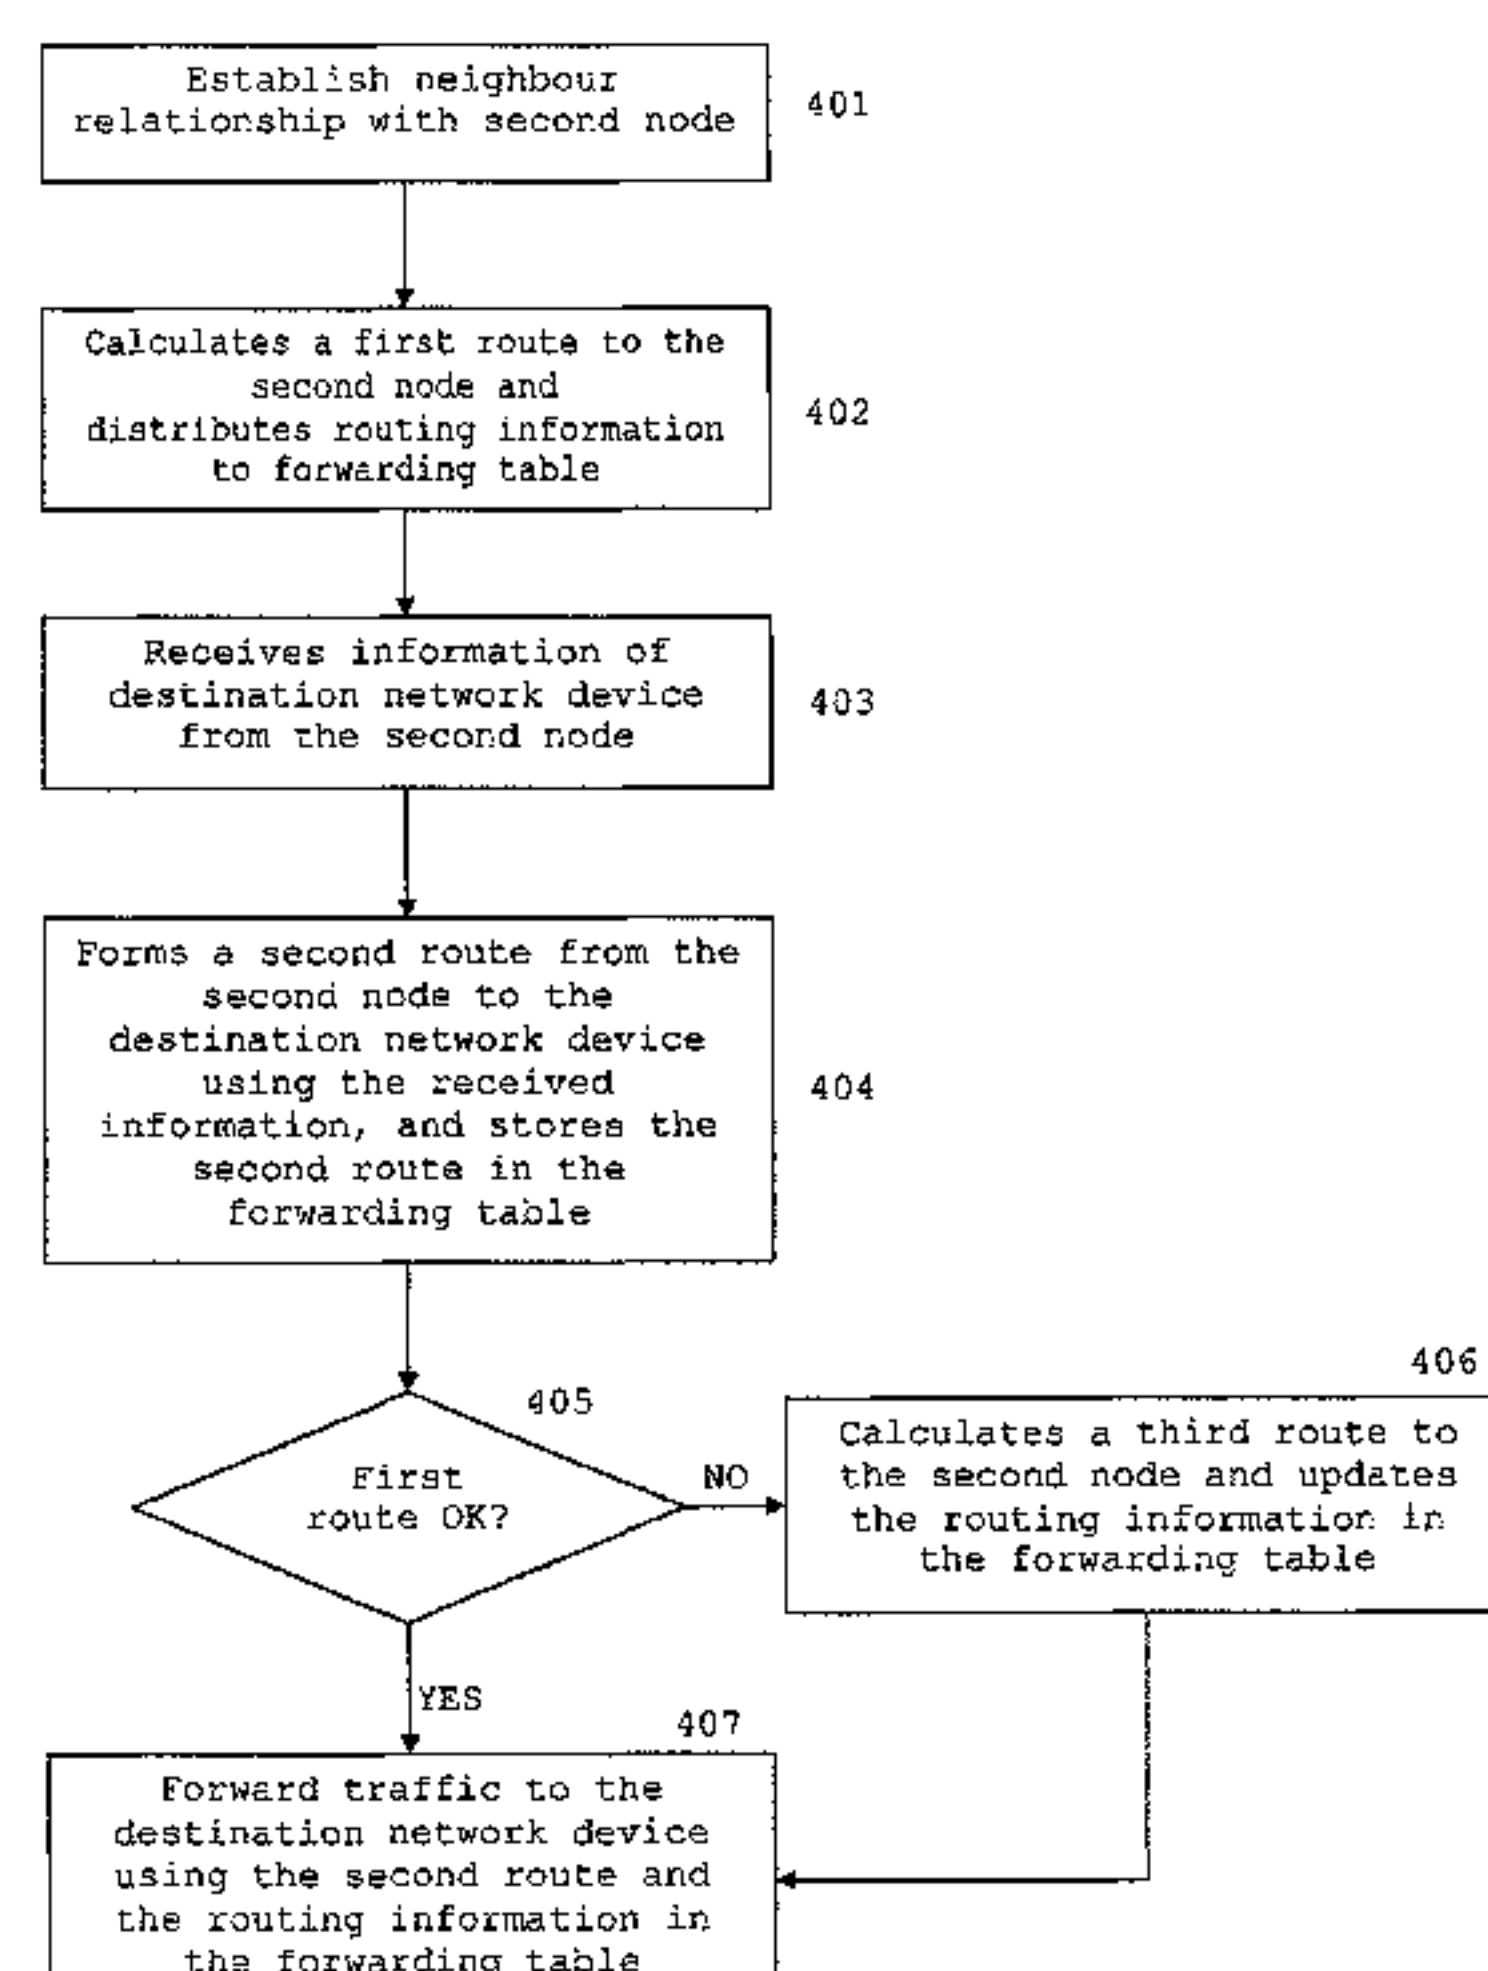 Establish neighbour
relationship with second node
401
Calculates a first route to the
second node and
distributes routing information
to forwarding table
402
Receives information of
destination network device
from the second node
403
Forms a second route from the
second node to the
destination network device
using the received
information, and stores the
second route in the
forwarding table
404
405
First
route OK?
NO
406
Calculates a third route to
the second node and updates
the routing information in
the forwarding table
YES
407
Forward traffic to the
destination network device
using the second route and
the routing information in
the forwarding table